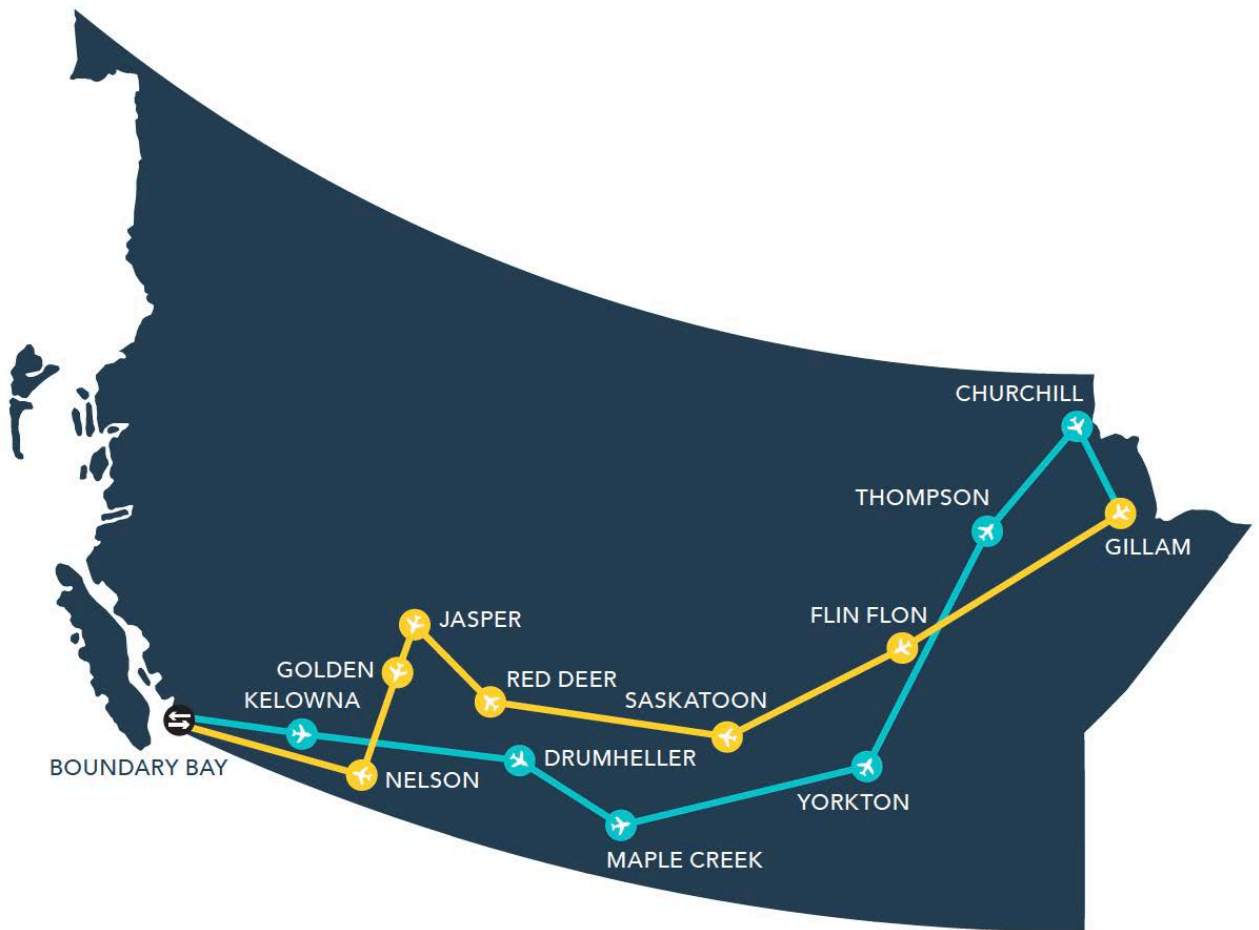 CHURCHILL
THOMPSON
GILLAM
FLIN FLON
JASPER
GOLDEN
RED DEER
KELOWNA
SASKATOON
DRUMHELLER
BOUNDARY BAY
NELSON
YORKTON
MAPLE CREEK